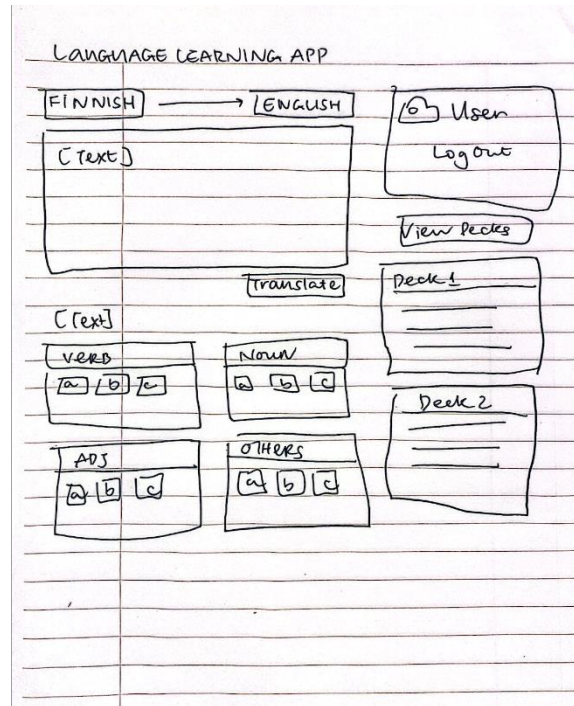 LANGUAGE LEARNING APP
FINNISH → ENGLISH
[Text]
Translate
[Text]
VERB
a b c
NOUN
a b c
ADJ
a b c
OTHERS
a b c
User
Log Out
View Decks
Deck 1
Deck 2